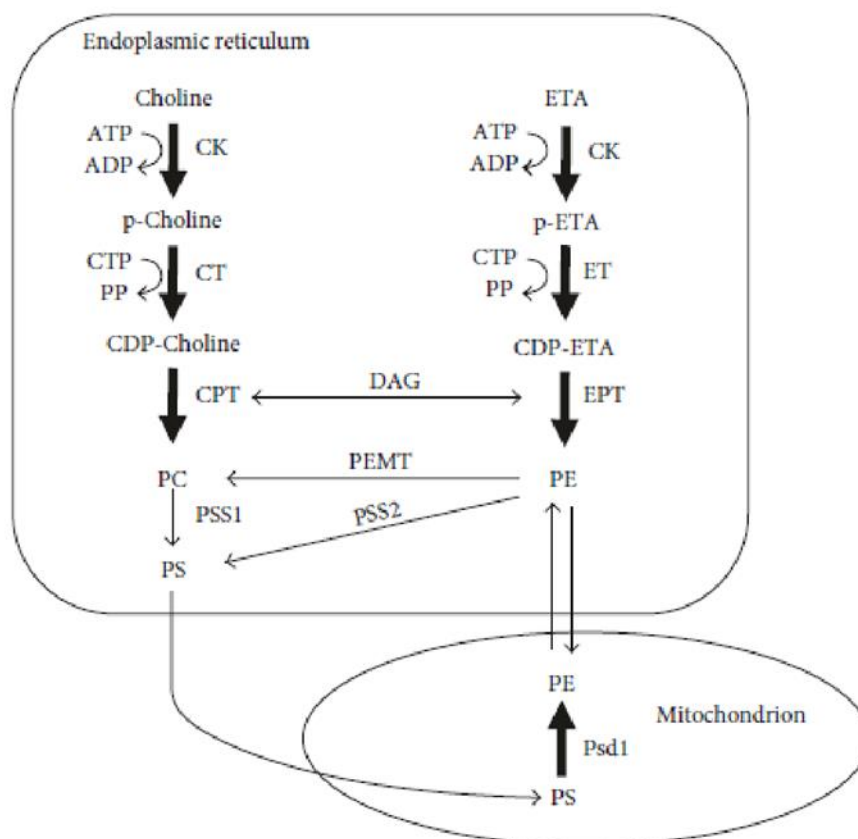 Endoplasmic reticulum
Choline
ETA
ATP
CK
ADP
ATP
CK
ADP
p-Choline
p-ETA
CTP
CT
PP
CTP
ET
PP
CDP-Choline
CDP-ETA
CPT
DAG
EPT
PC
PEMT
PE
PSS1
PSS2
PS
PE
Mitochondrion
Psd1
PS